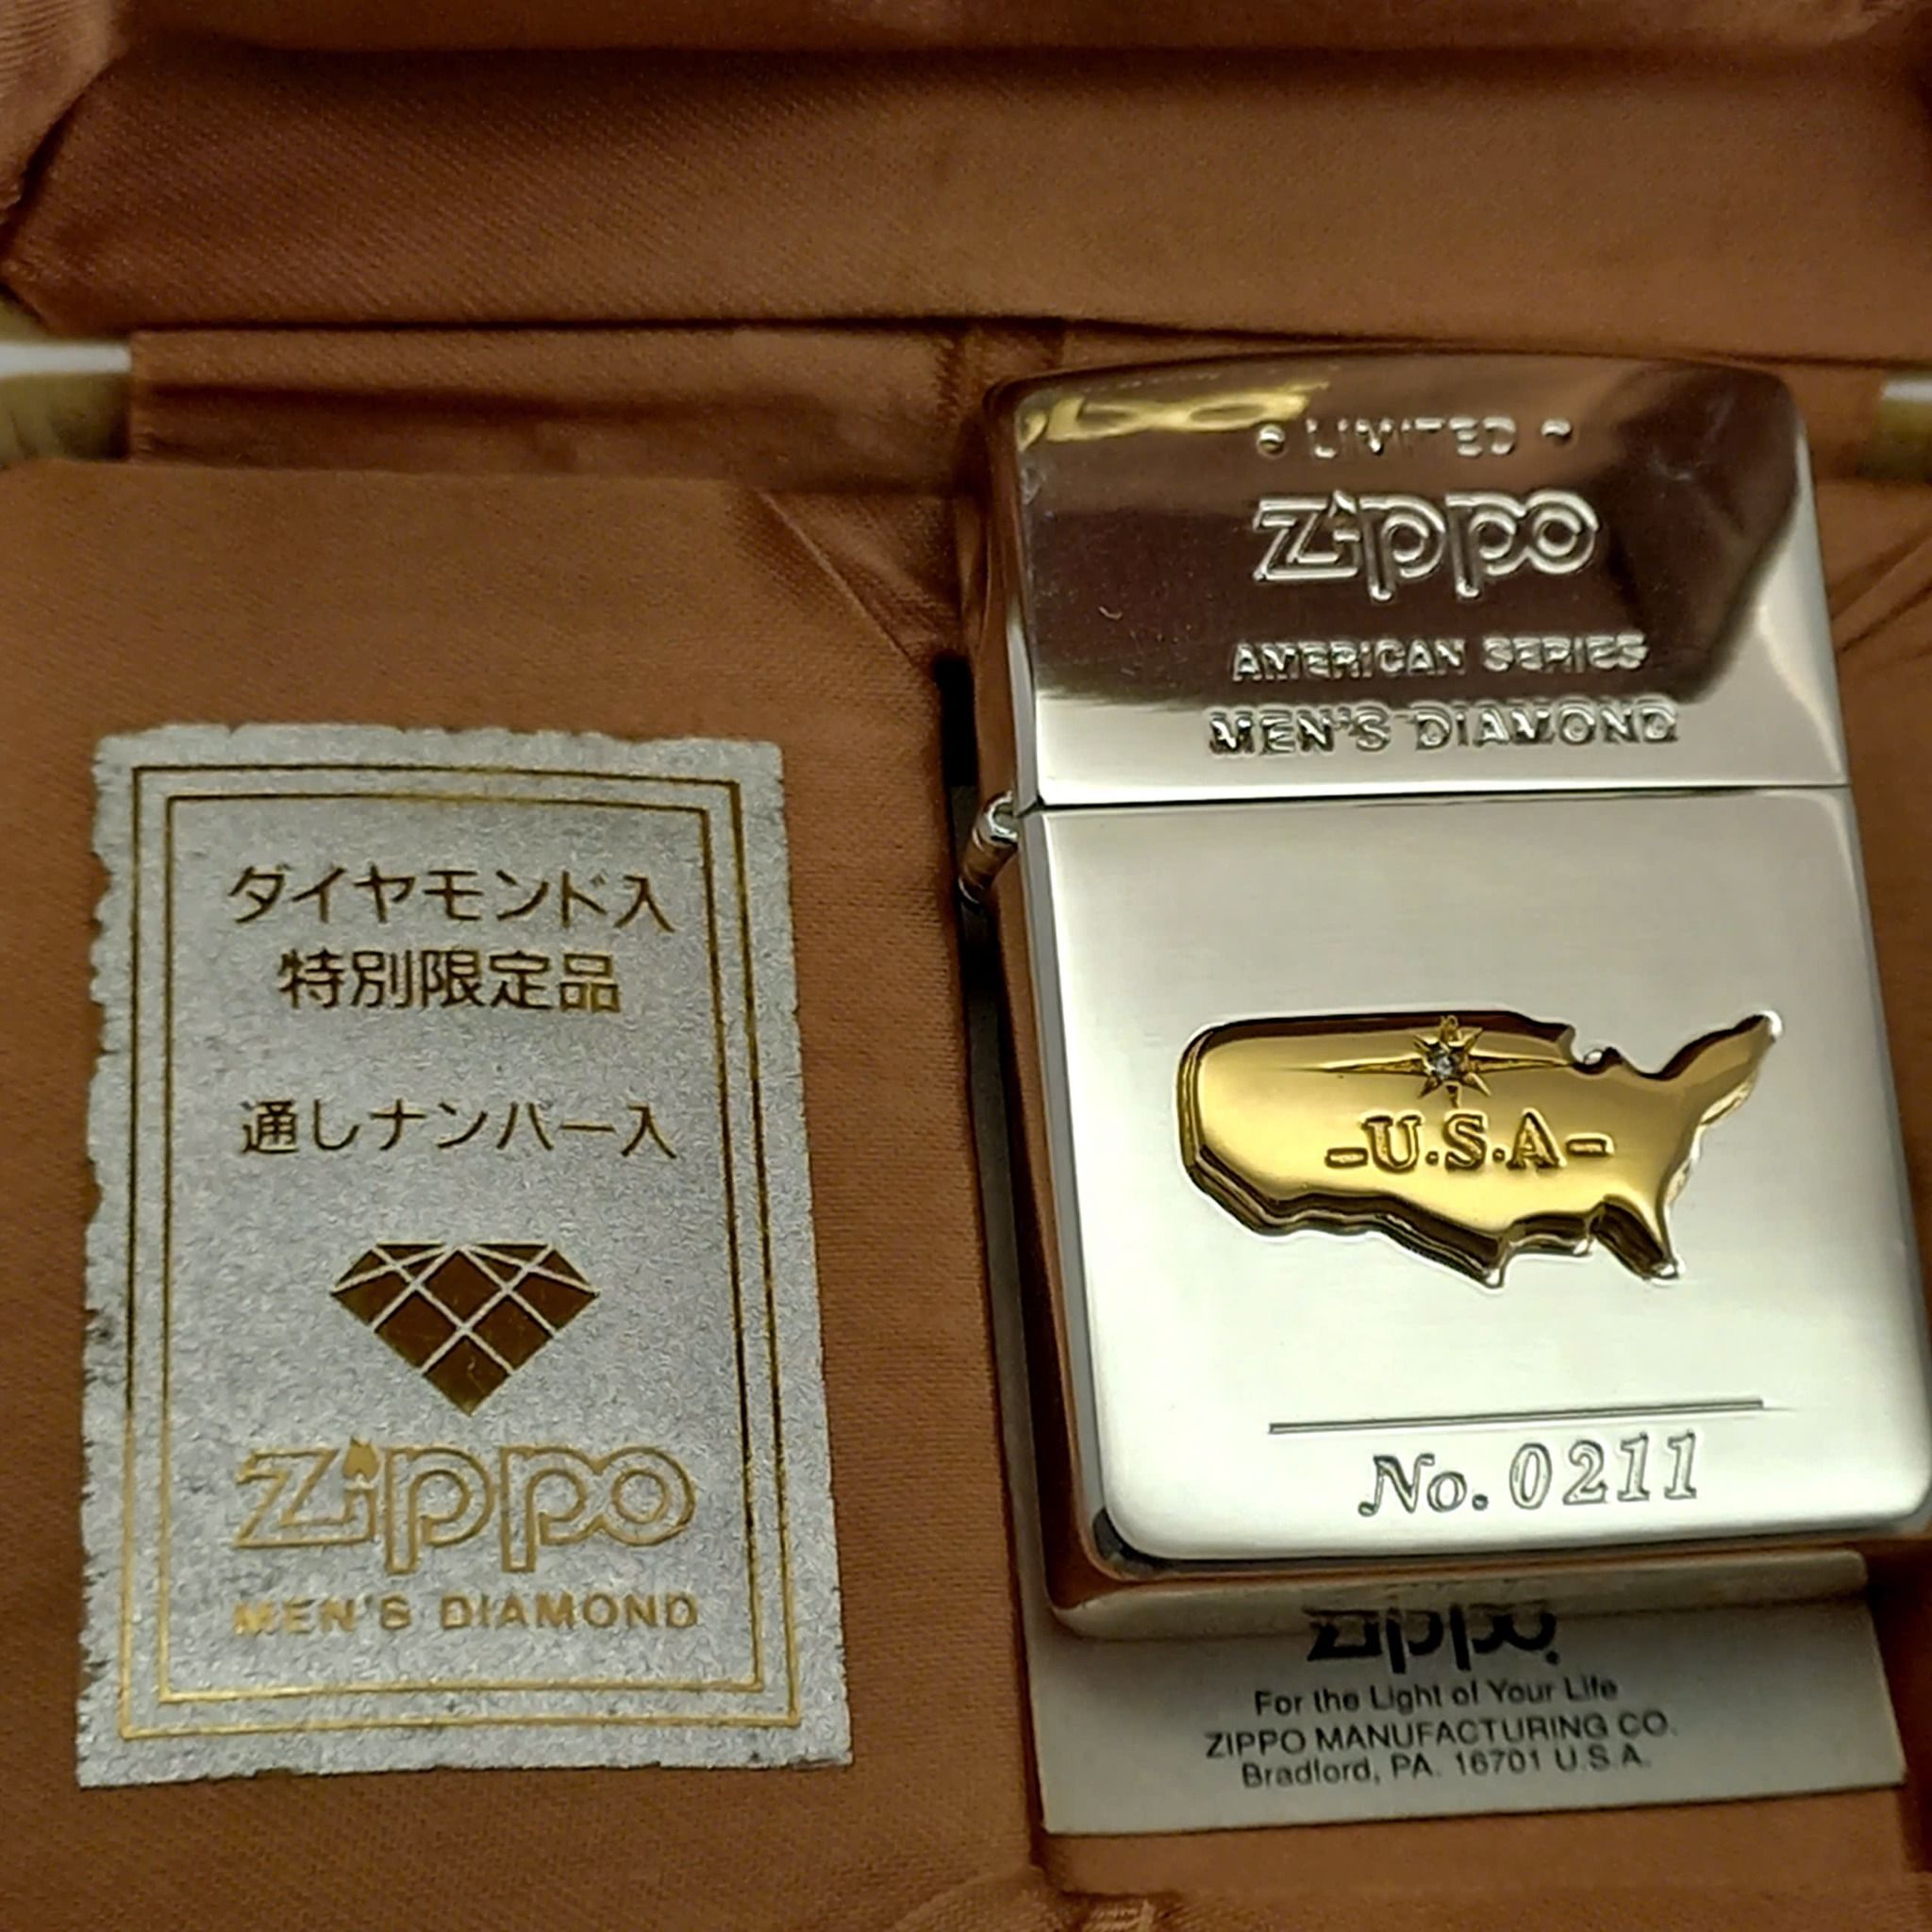 ダイヤモンド入
特別限定品
通しナンバー入
Zippo
MEN'S DIAMOND
• LIMITED •
Zippo
AMERICAN SERIES
MEN'S DIAMOND
-U.S.A-
No. 0211
Zippo
For the Light of Your Life
ZIPPO MANUFACTURING CO.
Bradford, PA. 16701 U.S.A.